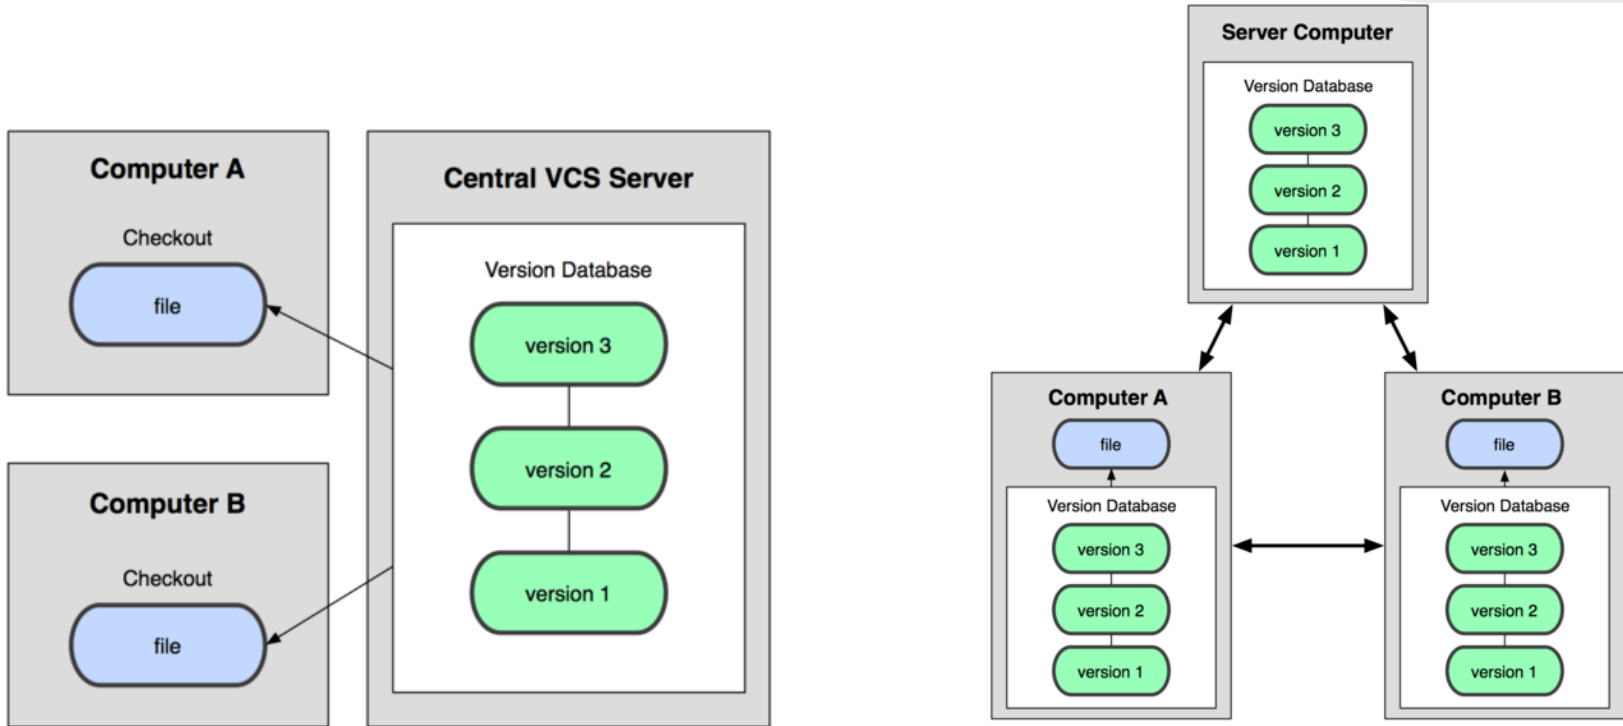 Computer A
Checkout
file
Computer B
Checkout
file
Central VCS Server
Version Database
version 3
version 2
version 1
Server Computer
Version Database
version 3
version 2
version 1
Computer A
file
Version Database
version 3
version 2
version 1
Computer B
file
Version Database
version 3
version 2
version 1